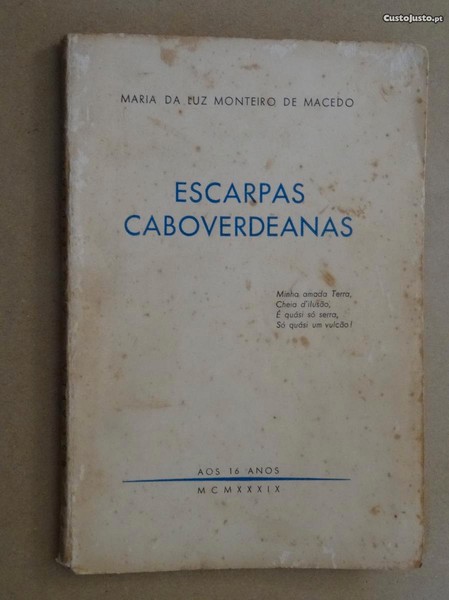 CustoJusto.pt
MARIA DA LUZ MONTEIRO DE MACEDO
ESCARPAS
CABOVERDEANAS
Minha amada Terra,
Cheia d'ilusão,
É quási só serra,
Só quási um vulcão!
AOS 16 ANOS
MCMXXXIX